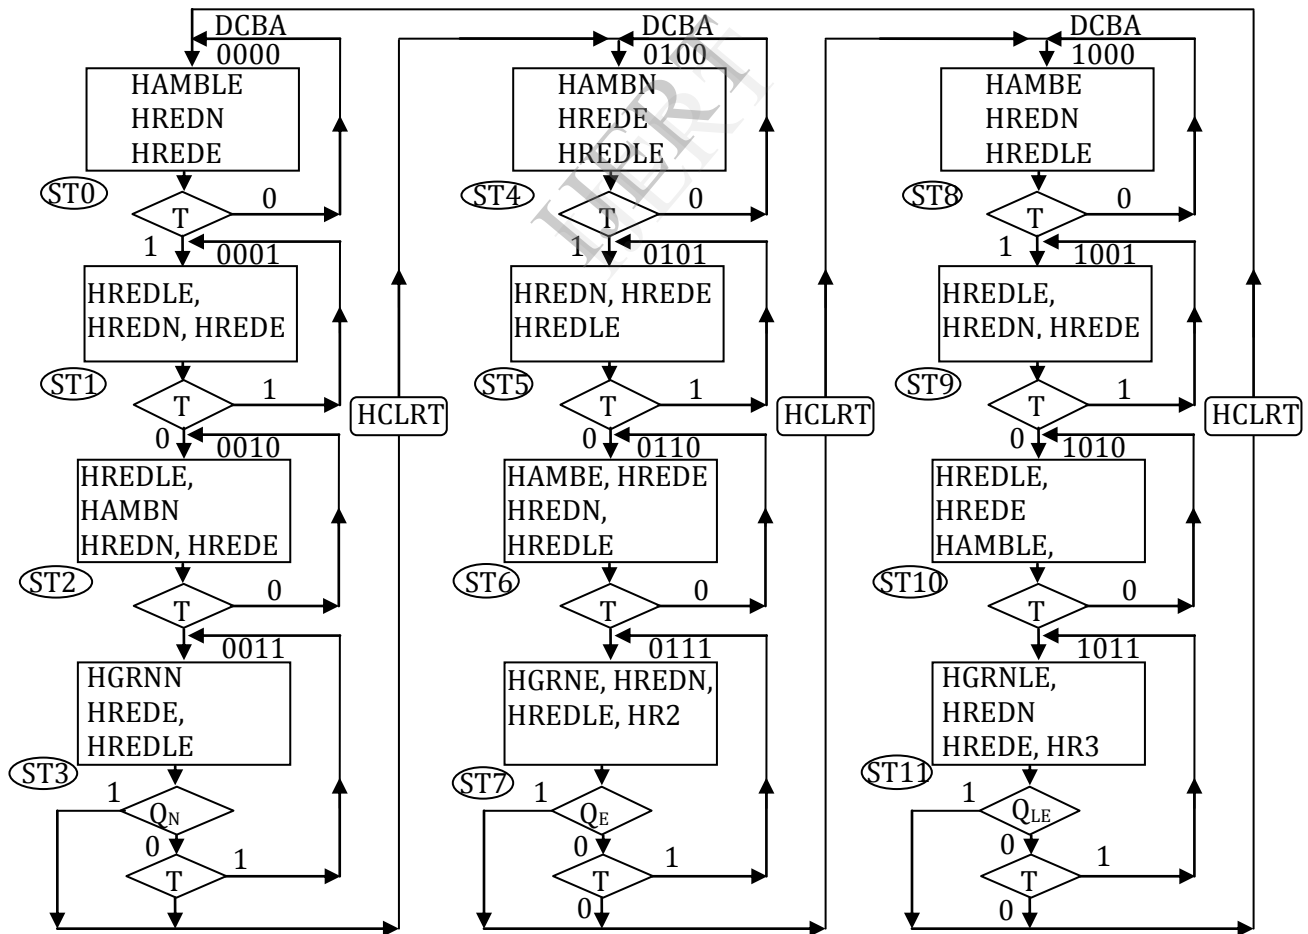 DCBA
0000
HAMBLE
HREDN
HREDE
ST0
T
0
1
0001
HREDLE,
HREDN, HREDE
ST1
T
1
0
0010
HREDLE,
HAMBN
HREDN, HREDE
ST2
T
0
0011
HGRNN
HREDE,
HREDLE
ST3
1
QN
0
T
1
HCLRT
0100
HAMBN
HREDE
HREDLE
ST4
T
0
1
0101
HREDN, HREDE
HREDLE
ST5
T
1
0
0110
HAMBE, HREDE
HREDN,
HREDLE
ST6
T
0
0111
HGRNE, HREDN,
HREDLE, HR2
ST7
1
QE
0
T
1
0
HCLRT
DCBA
1000
HAMBE
HREDN
HREDLE
ST8
T
0
1
1001
HREDLE,
HREDN, HREDE
ST9
T
1
0
1010
HREDLE,
HREDE
HAMBLE,
ST10
T
0
1011
HGRNLE,
HREDN
HREDE, HR3
ST11
1
QLE
0
T
1
0
HCLRT
IJERT